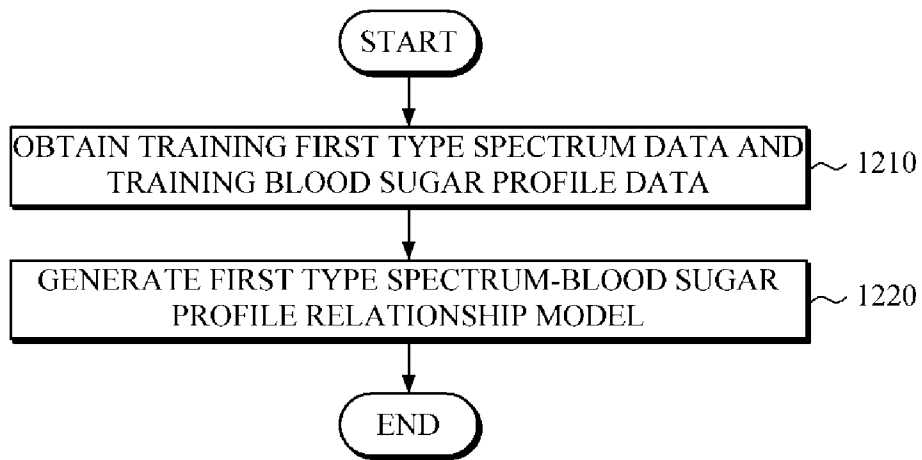 START
OBTAIN TRAINING FIRST TYPE SPECTRUM DATA AND
TRAINING BLOOD SUGAR PROFILE DATA
1210
GENERATE FIRST TYPE SPECTRUM-BLOOD SUGAR
PROFILE RELATIONSHIP MODEL
1220
END